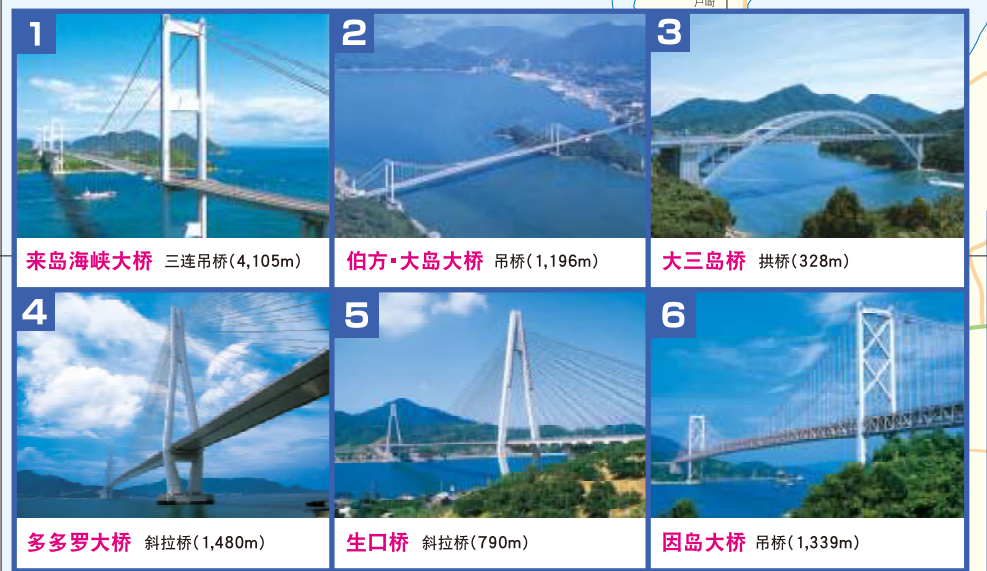 户崎
1
2
3
来岛海峡大桥 三连吊桥(4,105m)
伯方・大岛大桥 吊桥(1,196m)
大三岛桥 拱桥(328m)
4
5
6
多多罗大桥 斜拉桥(1,480m)
生口桥 斜拉桥(790m)
因岛大桥 吊桥(1,339m)